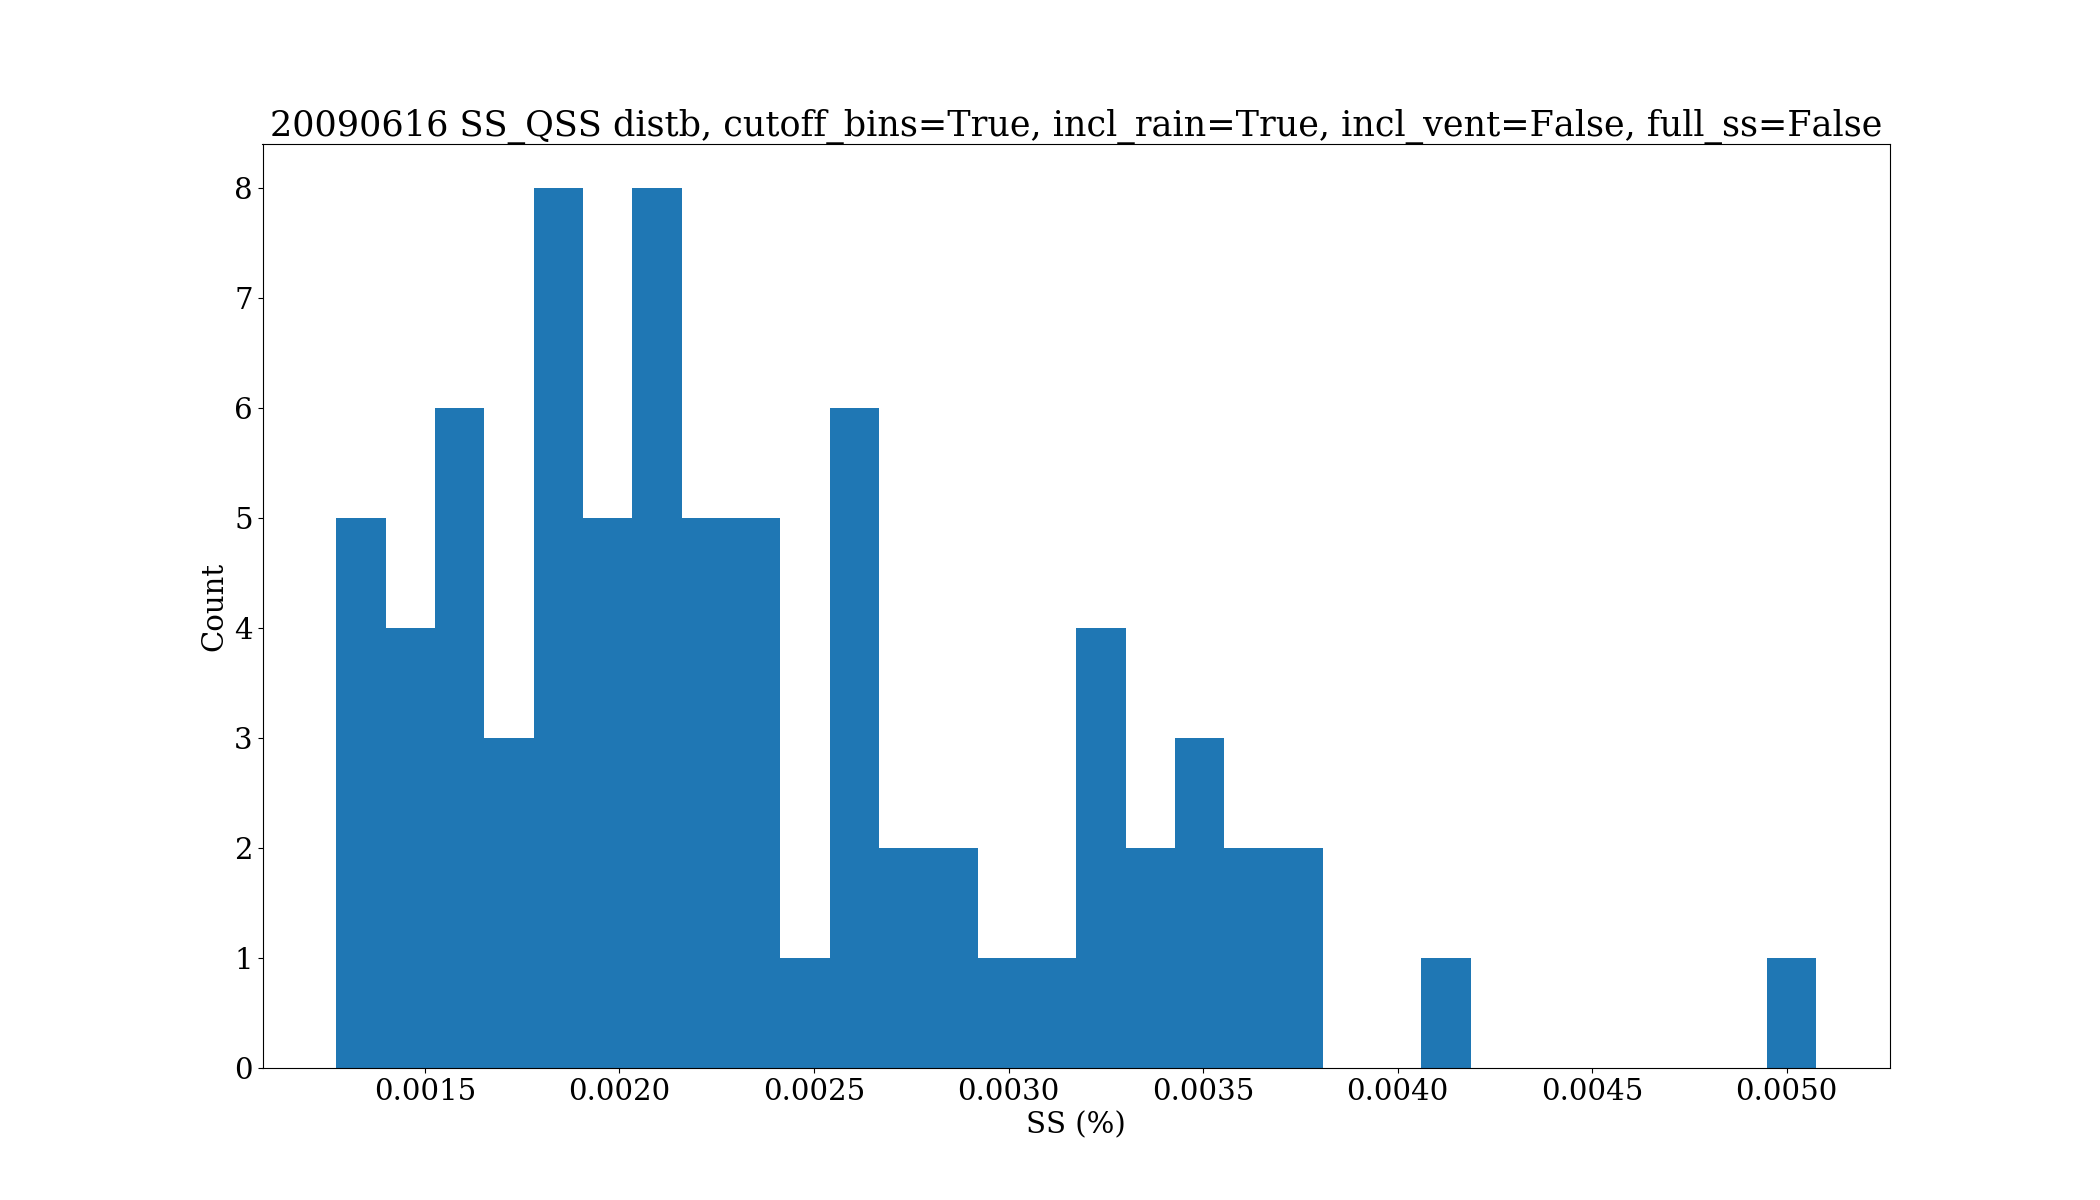 20090616 SS_QSS distb, cutoff_bins=True, incl_rain=True, incl_vent=False, full_ss=False
8
7
6
5
4
3
2
1
0
Count
0.0015 0.0020 0.0025 0.0030 0.0035 0.0040 0.0045 0.0050
SS (%)